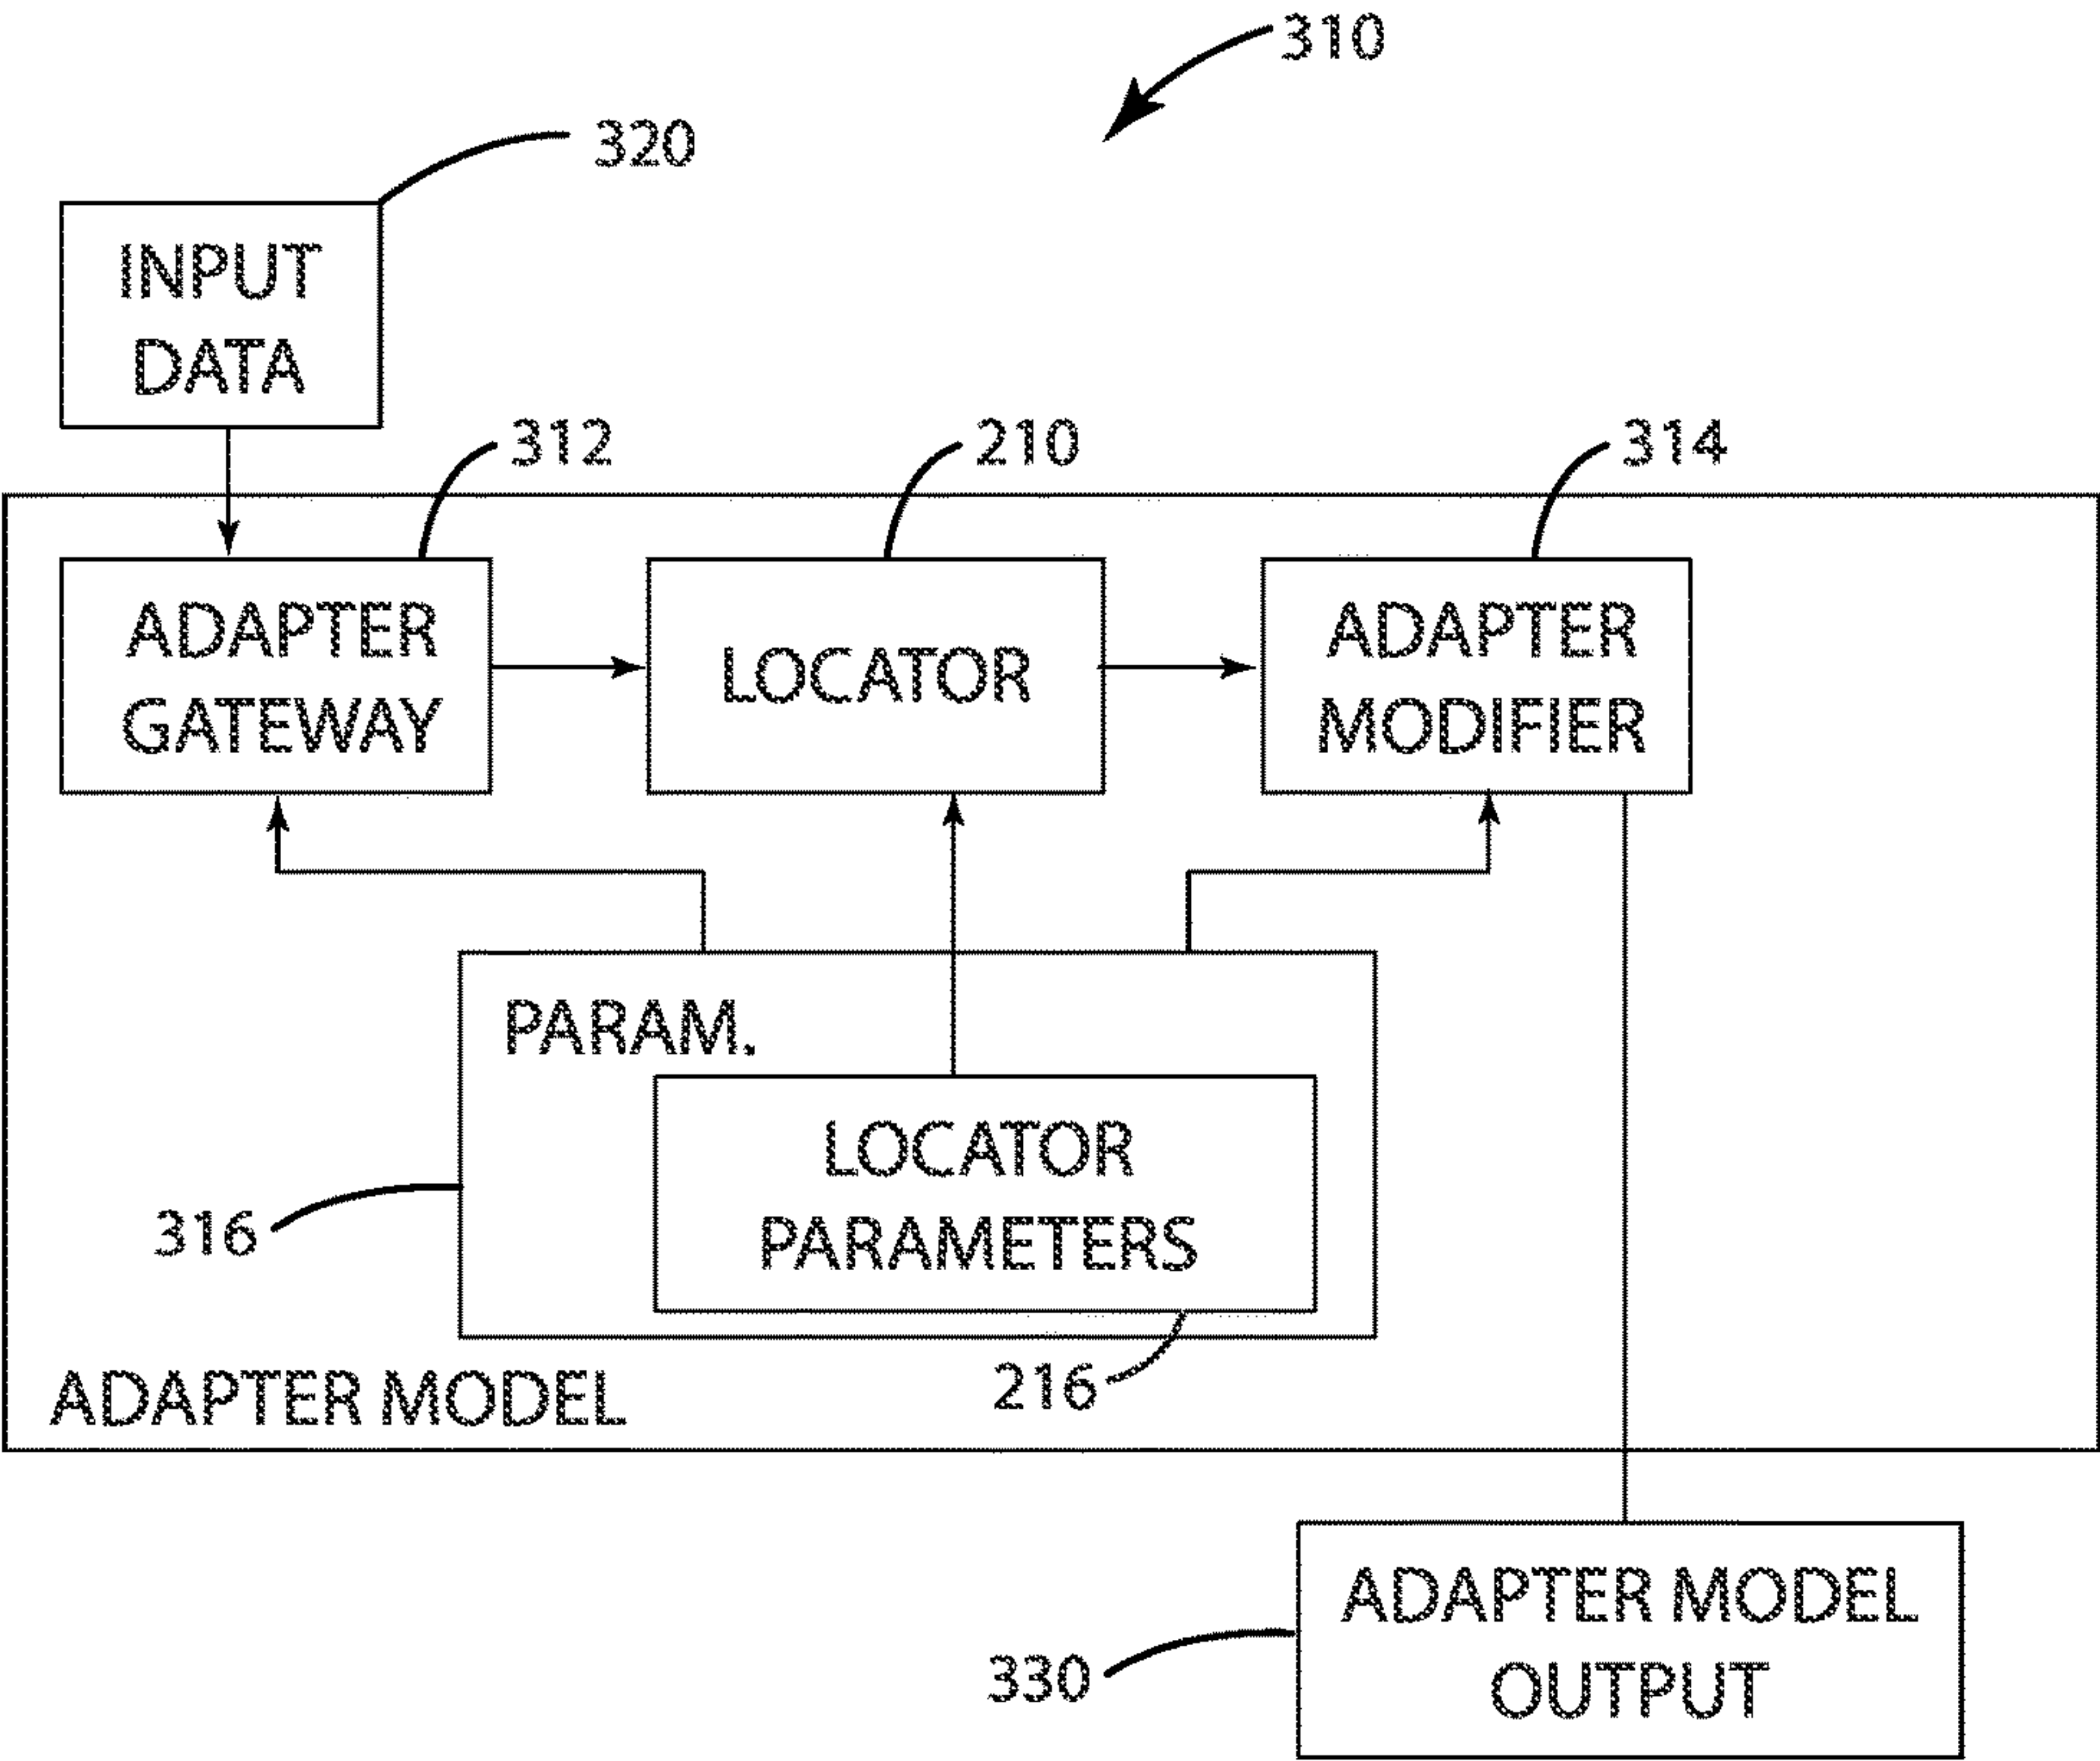 310
320
INPUT
DATA
312
210
314
ADAPTER
GATEWAY
LOCATOR
ADAPTER
MODIFIER
PARAM.
LOCATOR
PARAMETERS
316
216
ADAPTER MODEL
330
ADAPTER MODEL
OUTPUT